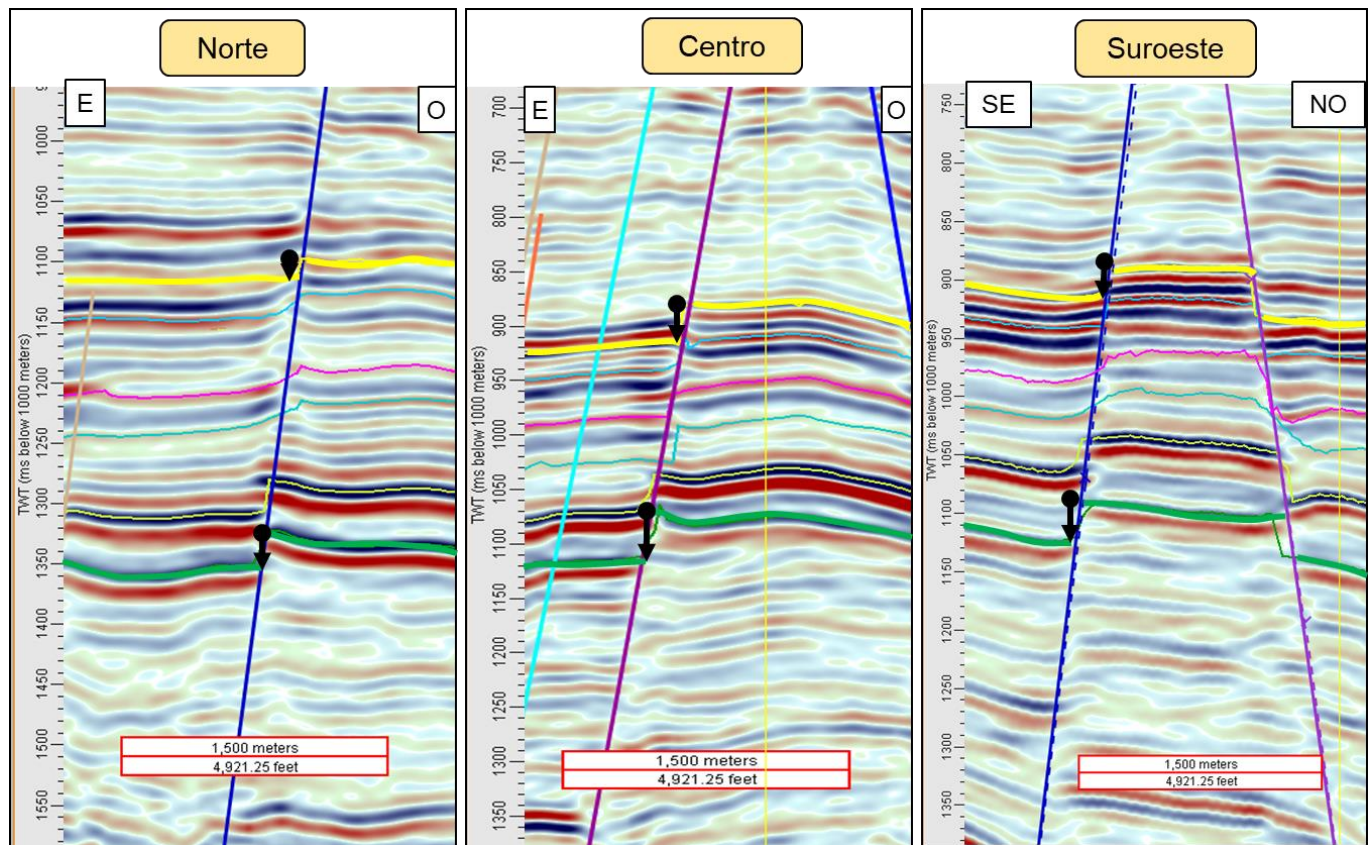 Norte
E
O
TWT (ms below 1000 meters)
1000
1050
1100
1150
1200
1250
1300
1350
1400
1450
1500
1550
1,500 meters
4,921.25 feet
Centro
E
O
TWT (ms below 1000 meters)
700
750
800
850
900
950
1000
1050
1100
1150
1200
1250
1300
1350
1,500 meters
4,921.25 feet
Suroeste
SE
NO
TWT (ms below 1000 meters)
750
800
850
900
950
1000
1050
1100
1150
1200
1250
1300
1350
1,500 meters
4,921.25 feet